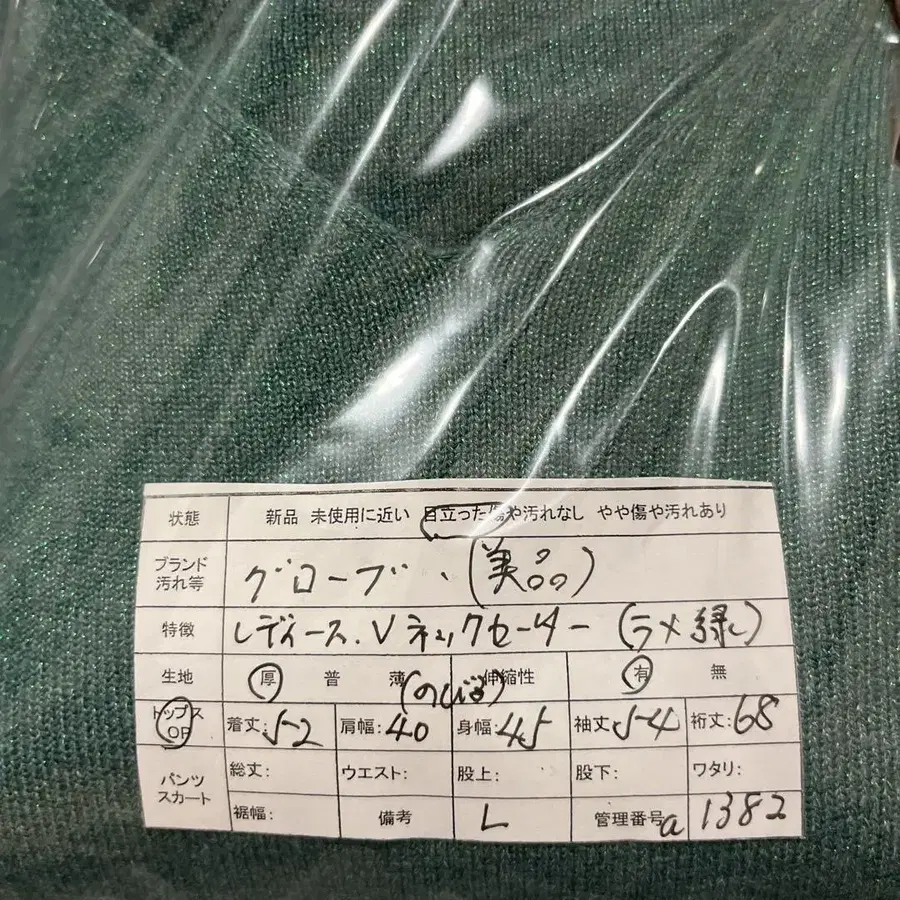 状態 新品 未使用に近い 目立った傷や汚れなし やや傷や汚れあり
ブランド 汚れ等 グローブ、(美品)
特徴 レディース.Vネックセーター (ラメ緑)
生地 厚 普 薄 (のびる) 伸縮性 有 無
トップス OP 着丈:52 肩幅:40 身幅:45 袖丈:54 裄丈:68
パンツ スカート 総丈: ウエスト: 股上: 股下: ワタリ:
裾幅: 備考 L 管理番号 a1382